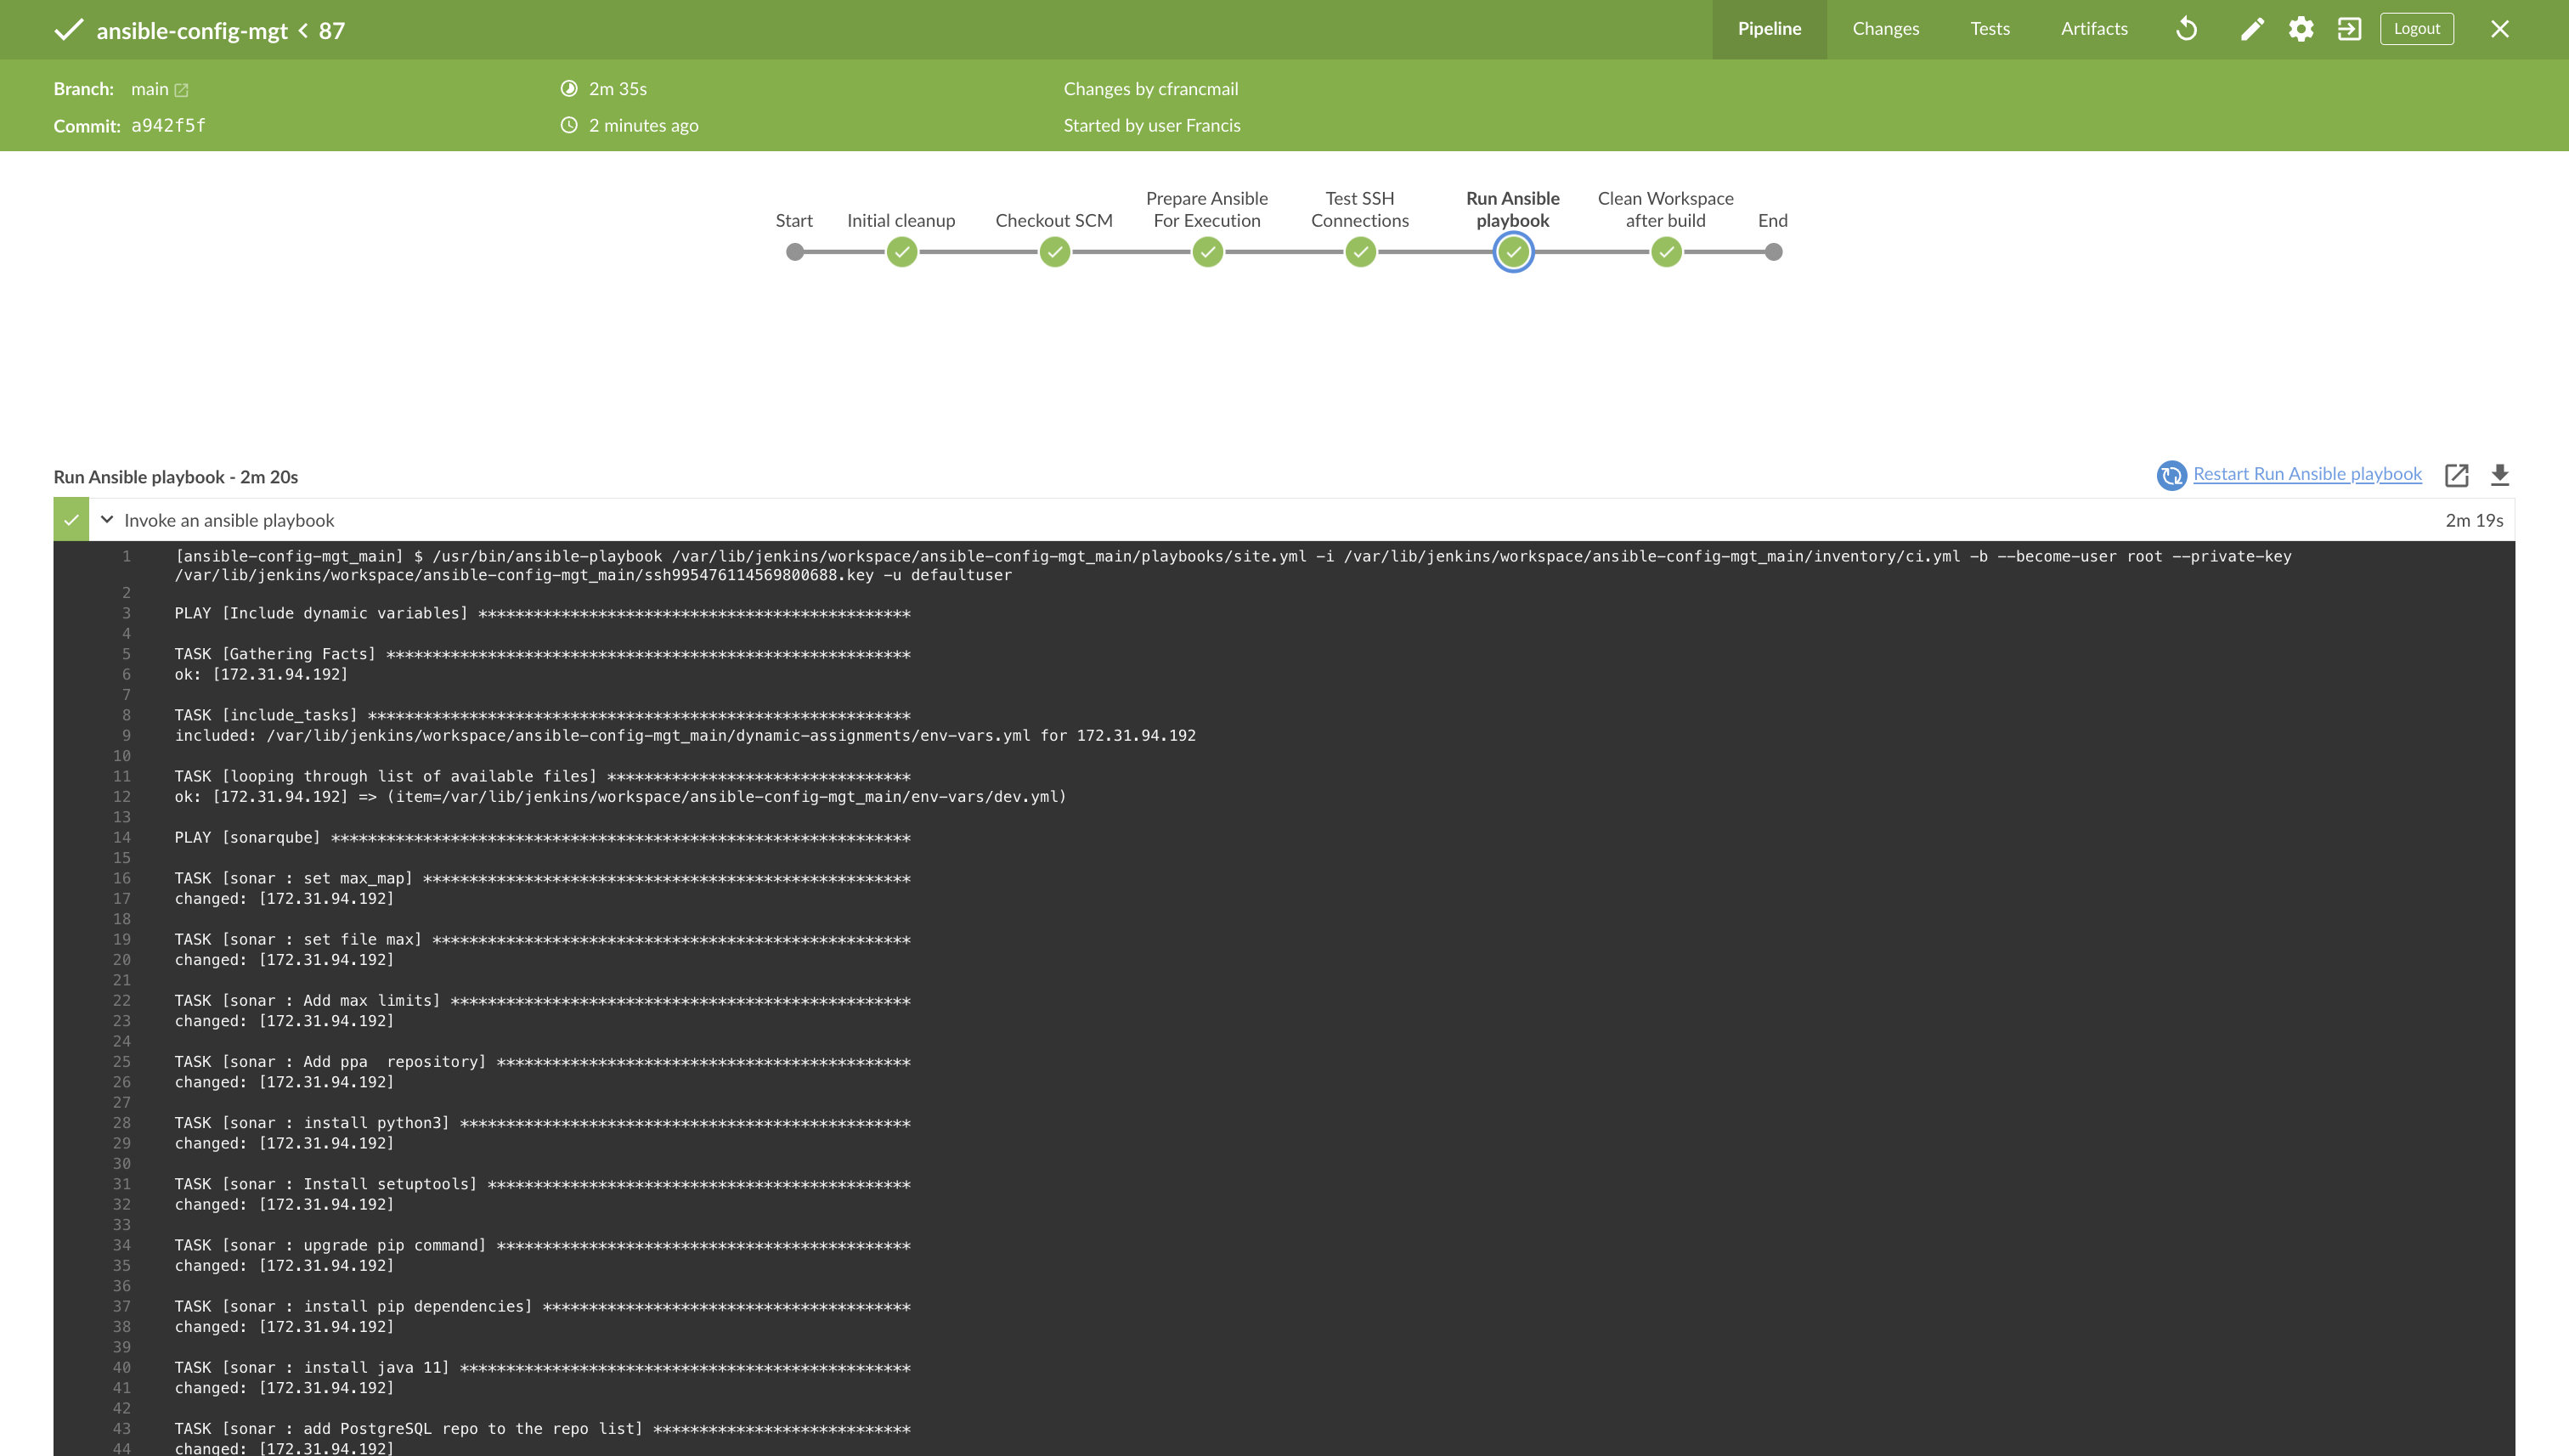 ansible-config-mgt < 87
Pipeline Changes Tests Artifacts Logout
Branch: main 2m 35s Changes by cfrancmail
Commit: a942f5f 2 minutes ago Started by user Francis
Start Initial cleanup Checkout SCM Prepare Ansible For Execution Test SSH Connections Run Ansible playbook Clean Workspace after build End
Run Ansible playbook - 2m 20s Restart Run Ansible playbook
Invoke an ansible playbook 2m 19s
1 [ansible-config-mgt_main] $ /usr/bin/ansible-playbook /var/lib/jenkins/workspace/ansible-config-mgt_main/playbooks/site.yml -i /var/lib/jenkins/workspace/ansible-config-mgt_main/inventory/ci.yml -b --become-user root --private-key
/var/lib/jenkins/workspace/ansible-config-mgt_main/ssh995476114569800688.key -u defaultuser
2
3 PLAY [Include dynamic variables] ***********************************************
4
5 TASK [Gathering Facts] *********************************************************
6 ok: [172.31.94.192]
7
8 TASK [include_tasks] ***********************************************************
9 included: /var/lib/jenkins/workspace/ansible-config-mgt_main/dynamic-assignments/env-vars.yml for 172.31.94.192
10
11 TASK [looping through list of available files] *********************************
12 ok: [172.31.94.192] => (item=/var/lib/jenkins/workspace/ansible-config-mgt_main/env-vars/dev.yml)
13
14 PLAY [sonarqube] ***************************************************************
15
16 TASK [sonar : set max_map] *****************************************************
17 changed: [172.31.94.192]
18
19 TASK [sonar : set file max] ****************************************************
20 changed: [172.31.94.192]
21
22 TASK [sonar : Add max limits] **************************************************
23 changed: [172.31.94.192]
24
25 TASK [sonar : Add ppa  repository] *********************************************
26 changed: [172.31.94.192]
27
28 TASK [sonar : install python3] *************************************************
29 changed: [172.31.94.192]
30
31 TASK [sonar : Install setuptools] **********************************************
32 changed: [172.31.94.192]
33
34 TASK [sonar : upgrade pip command] *********************************************
35 changed: [172.31.94.192]
36
37 TASK [sonar : install pip dependencies] ****************************************
38 changed: [172.31.94.192]
39
40 TASK [sonar : install java 11] *************************************************
41 changed: [172.31.94.192]
42
43 TASK [sonar : add PostgreSQL repo to the repo list] ****************************
44 changed: [172.31.94.192]